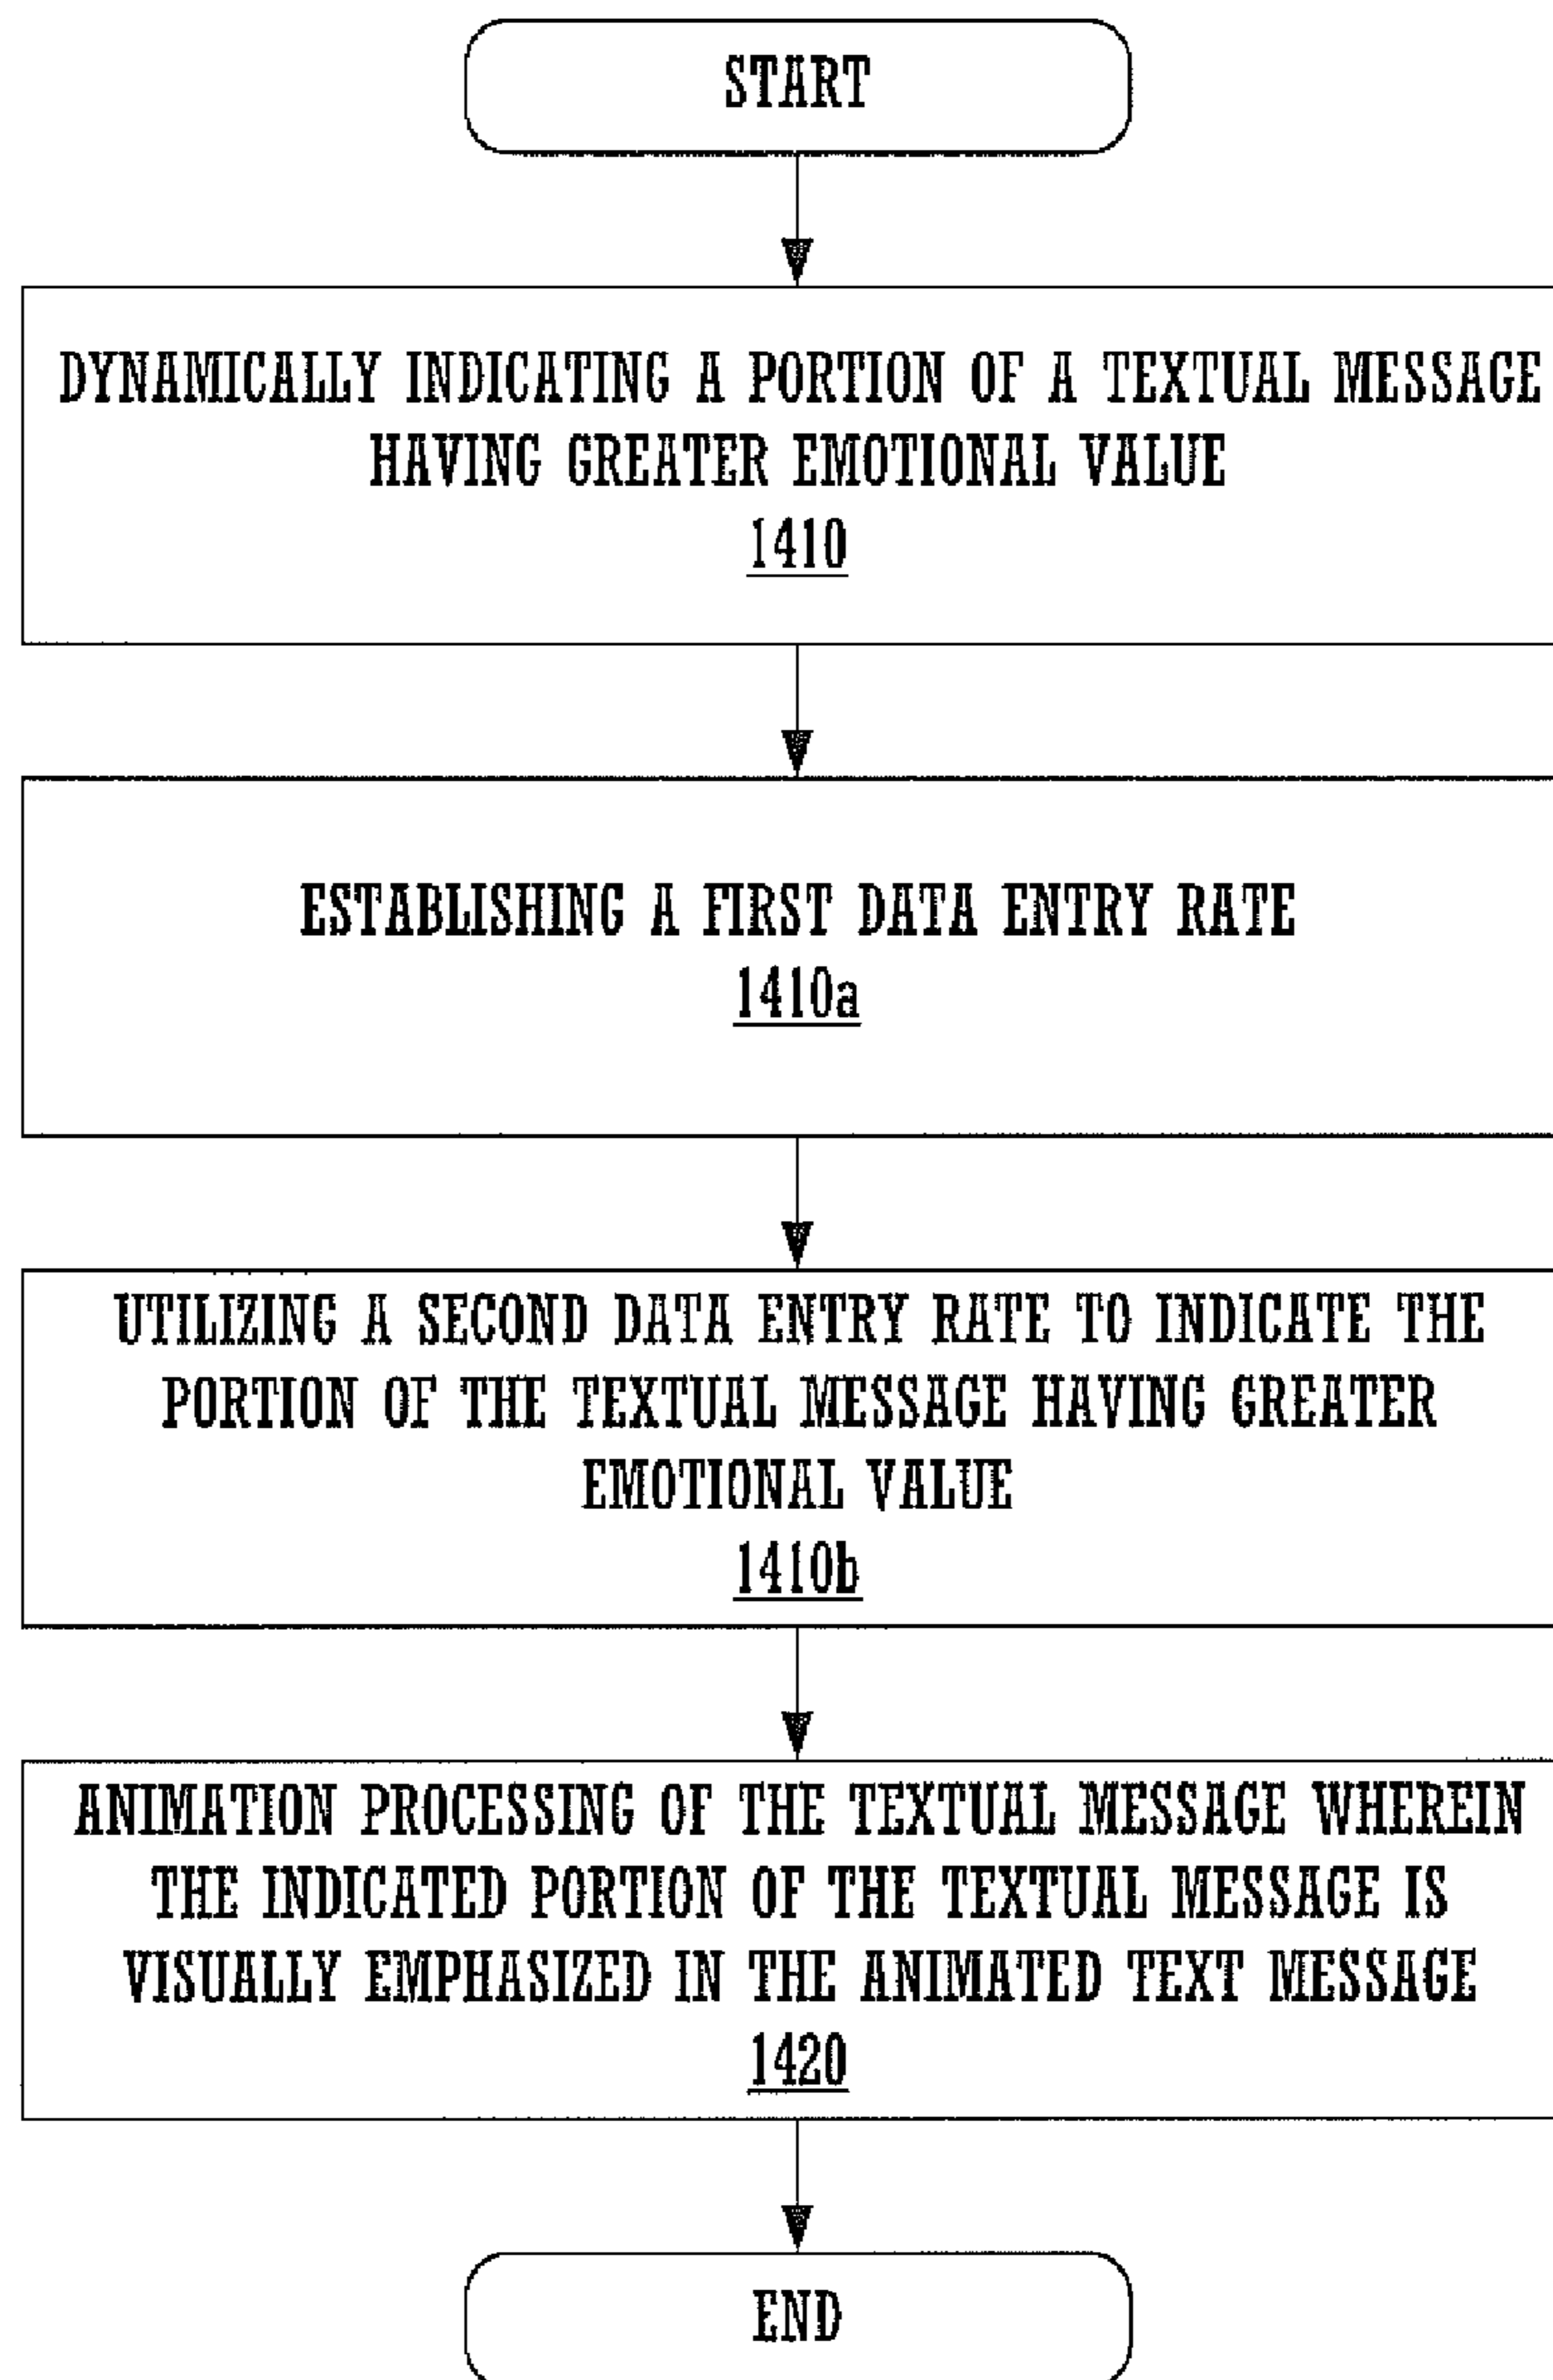 START
DYNAMICALLY INDICATING A PORTION OF A TEXTUAL MESSAGE
HAVING GREATER EMOTIONAL VALUE
1410
ESTABLISHING A FIRST DATA ENTRY RATE
1410a
UTILIZING A SECOND DATA ENTRY RATE TO INDICATE THE
PORTION OF THE TEXTUAL MESSAGE HAVING GREATER
EMOTIONAL VALUE
1410b
ANIMATION PROCESSING OF THE TEXTUAL MESSAGE WHEREIN
THE INDICATED PORTION OF THE TEXTUAL MESSAGE IS
VISUALLY EMPHASIZED IN THE ANIMATED TEXT MESSAGE
1420
END